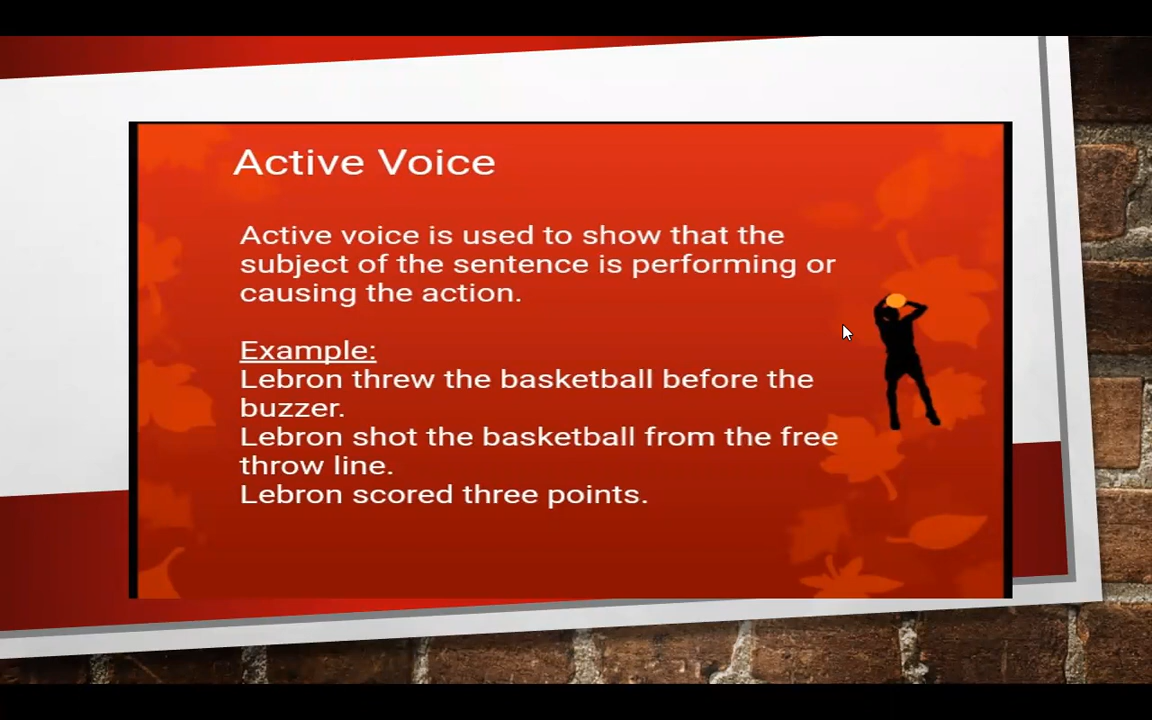 Active Voice
Active voice is used to show that the
subject of the sentence is performing or
causing the action.
Example:
Lebron threw the basketball before the
buzzer.
Lebron shot the basketball from the free
throw line.
Lebron scored three points.